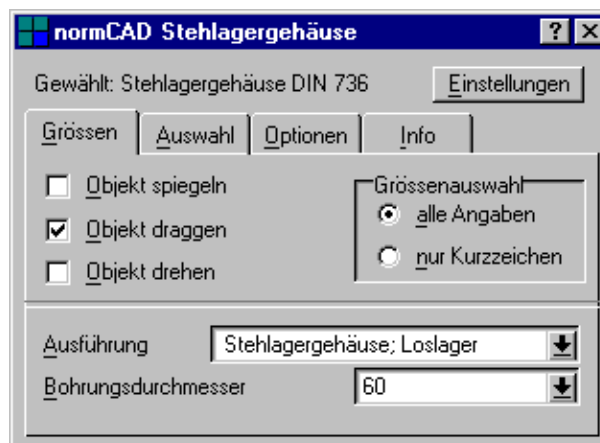 normCAD Stehlagergehäuse
Gewählt: Stehlagergehäuse DIN 736
Einstellungen
Grössen
Auswahl
Optionen
Info
Objekt spiegeln
Objekt draggen
Objekt drehen
Grössenauswahl
alle Angaben
nur Kurzzeichen
Ausführung
Stehlagergehäuse; Loslager
Bohrungsdurchmesser
60